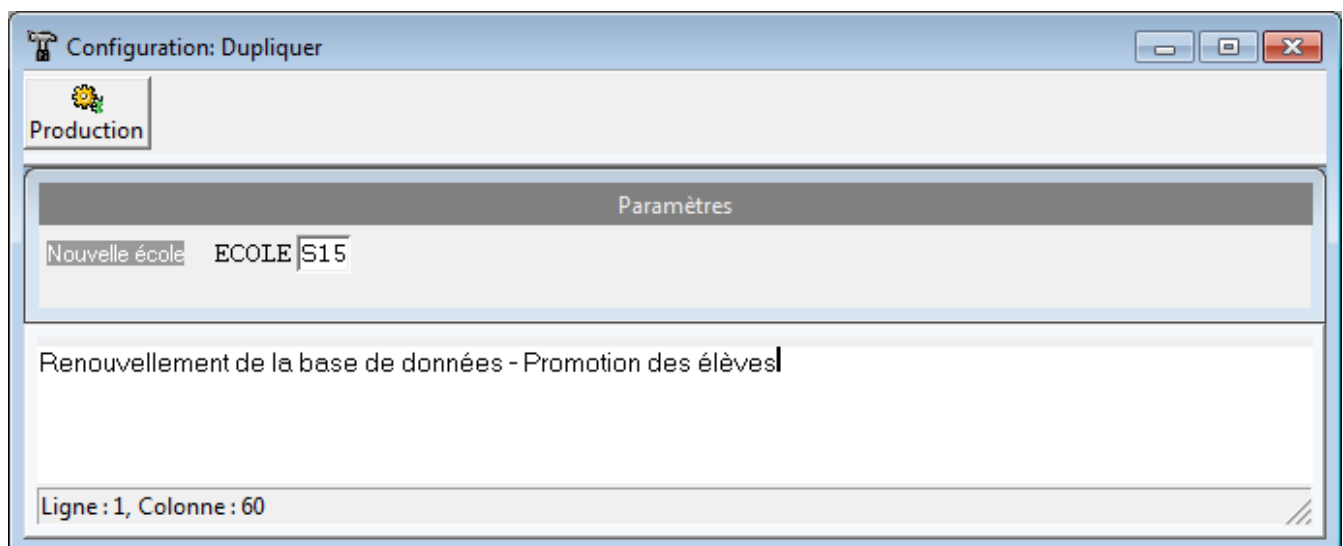 Configuration: Dupliquer
Production
Paramètres
Nouvelle école ECOLE S15
Renouvellement de la base de données - Promotion des élèves
Ligne : 1, Colonne : 60